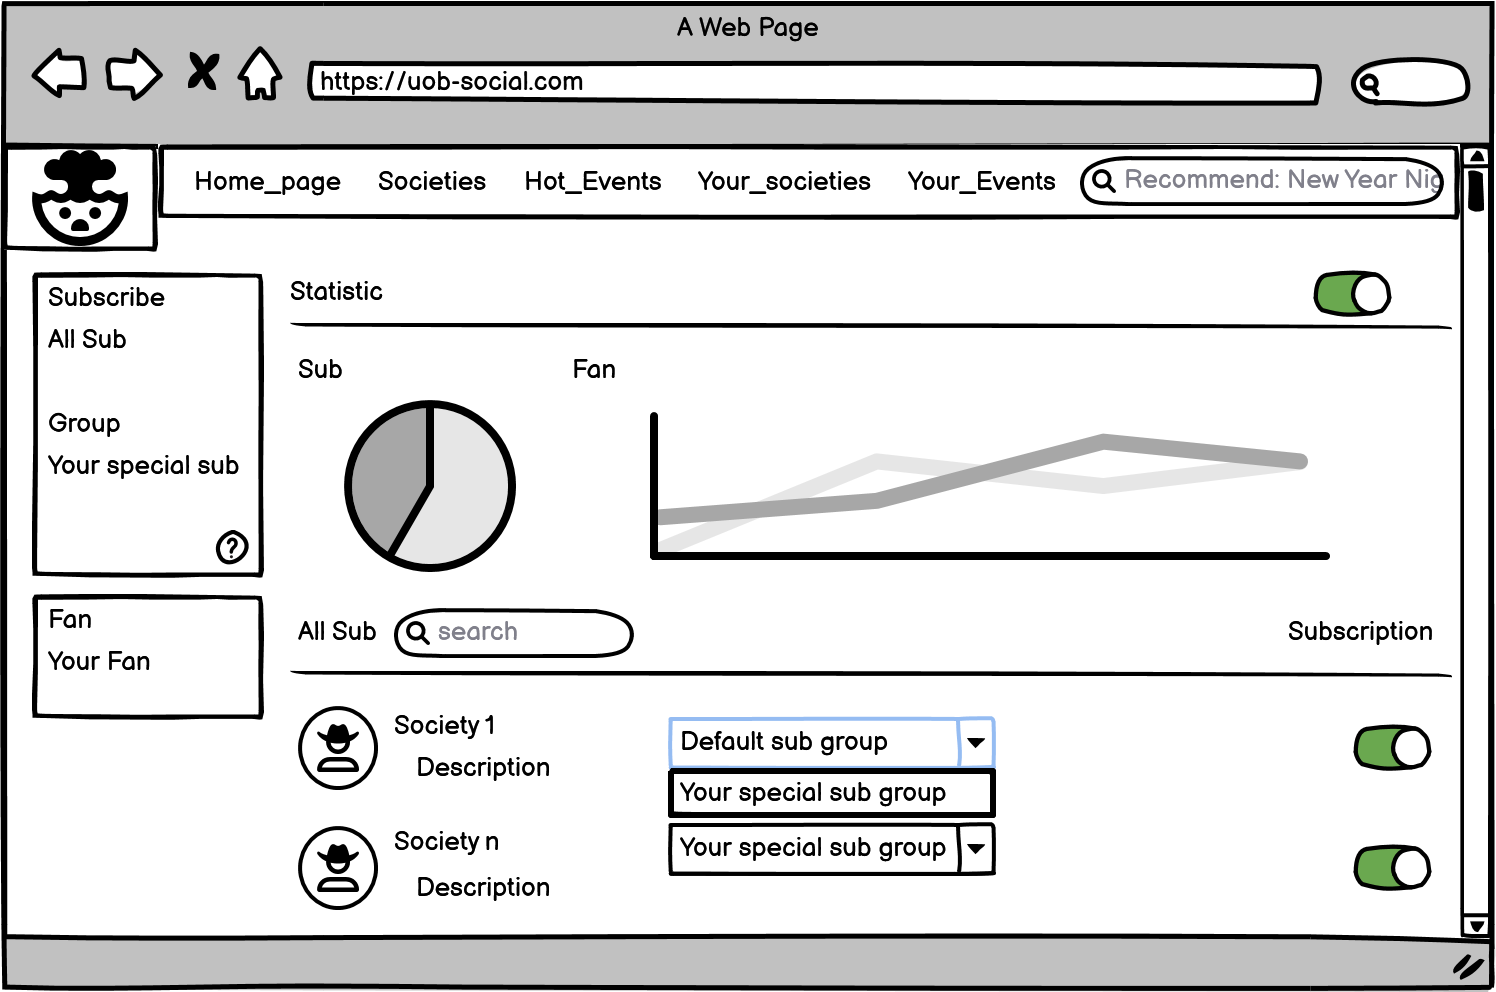 A Web Page
https://uob-social.com
Home_page Societies Hot_Events Your_societies Your_Events Recommend: New Year Nig
Subscribe
All Sub
Group
Your special sub
?
Fan
Your Fan
Statistic
Sub Fan
All Sub search Subscription
Society 1
Description
Default sub group
Your special sub group
Society n
Description
Your special sub group